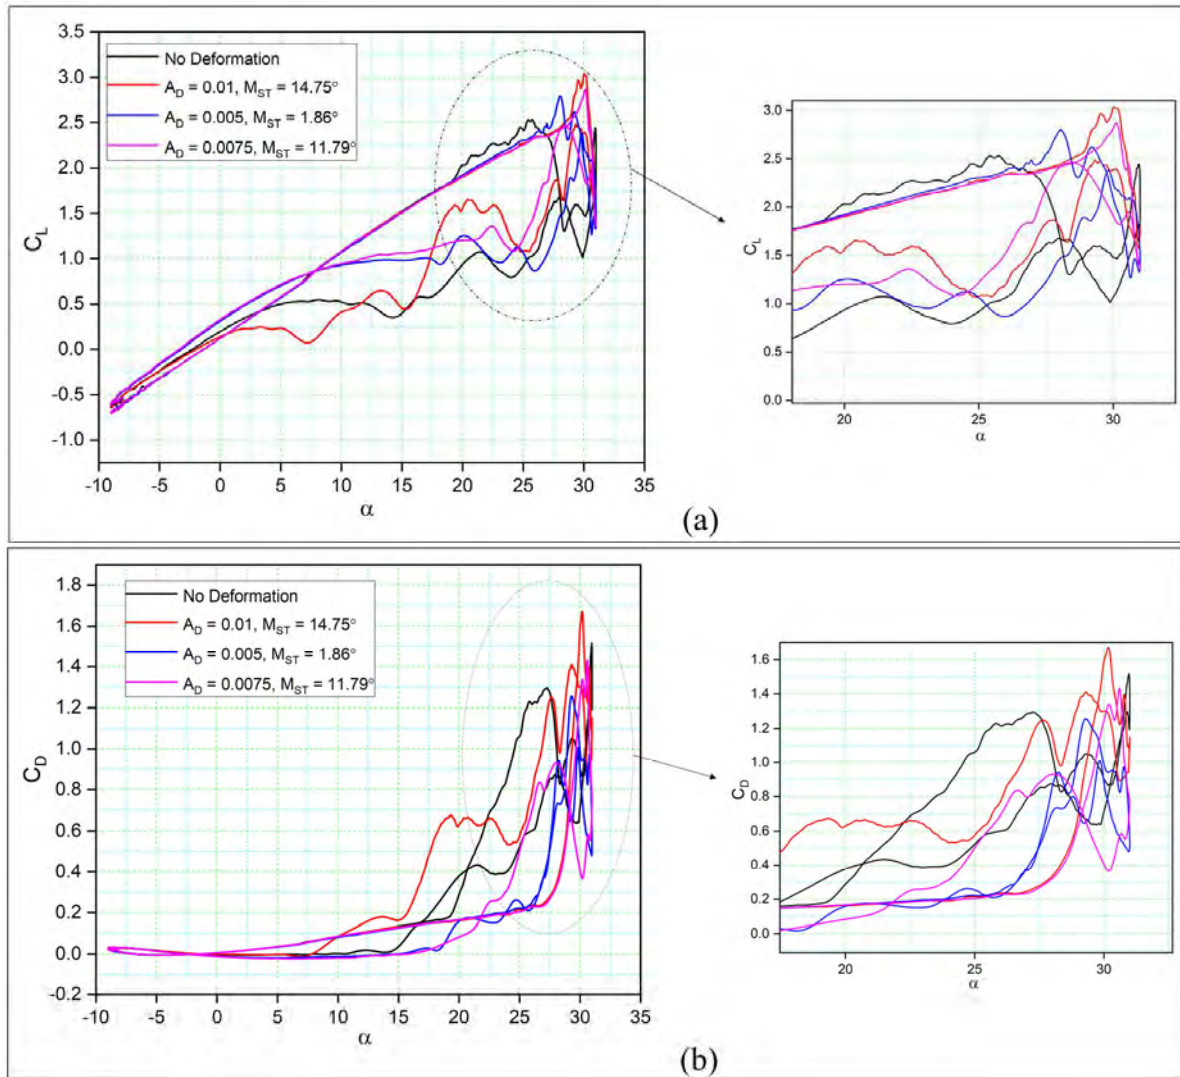 3.5
3.0
2.5
2.0
1.5
1.0
0.5
0.0
-0.5
-1.0
C_L
No Deformation
A_D = 0.01, M_ST = 14.75°
A_D = 0.005, M_ST = 1.86°
A_D = 0.0075, M_ST = 11.79°
-10 -5 0 5 10 15 20 25 30 35
α
3.0
2.5
2.0
1.5
1.0
0.5
0.0
C_L
20 25 30
α
(a)
1.8
1.6
1.4
1.2
1.0
0.8
0.6
0.4
0.2
0.0
-0.2
C_D
No Deformation
A_D = 0.01, M_ST = 14.75°
A_D = 0.005, M_ST = 1.86°
A_D = 0.0075, M_ST = 11.79°
-10 -5 0 5 10 15 20 25 30 35
α
1.6
1.4
1.2
1.0
0.8
0.6
0.4
0.2
0.0
C_D
20 25 30
α
(b)